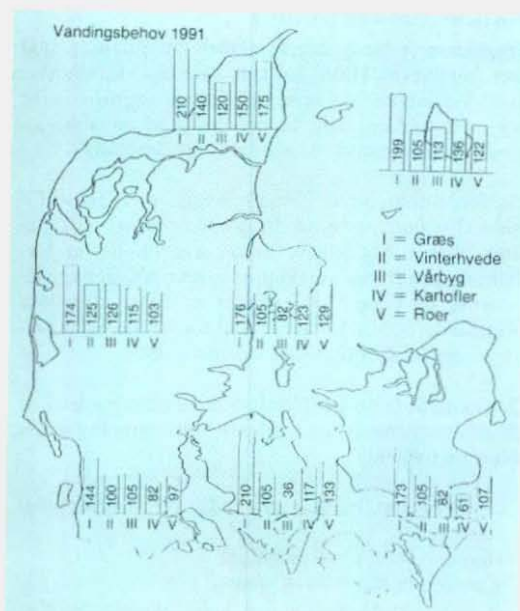 Vandingsbehov 1991
210 140 120 150 175
I II III IV V
199 105 113 136 122
I II III IV V
I = Græs
II = Vinterhvede
III = Vårbyg
IV = Kartofler
V = Roer
174 125 126 115 103
I II III IV V
176 105 82 123 129
I II III IV V
144 100 105 82 97
I II III IV V
210 105 36 117 133
I II III IV V
173 105 62 61 107
I II III IV V